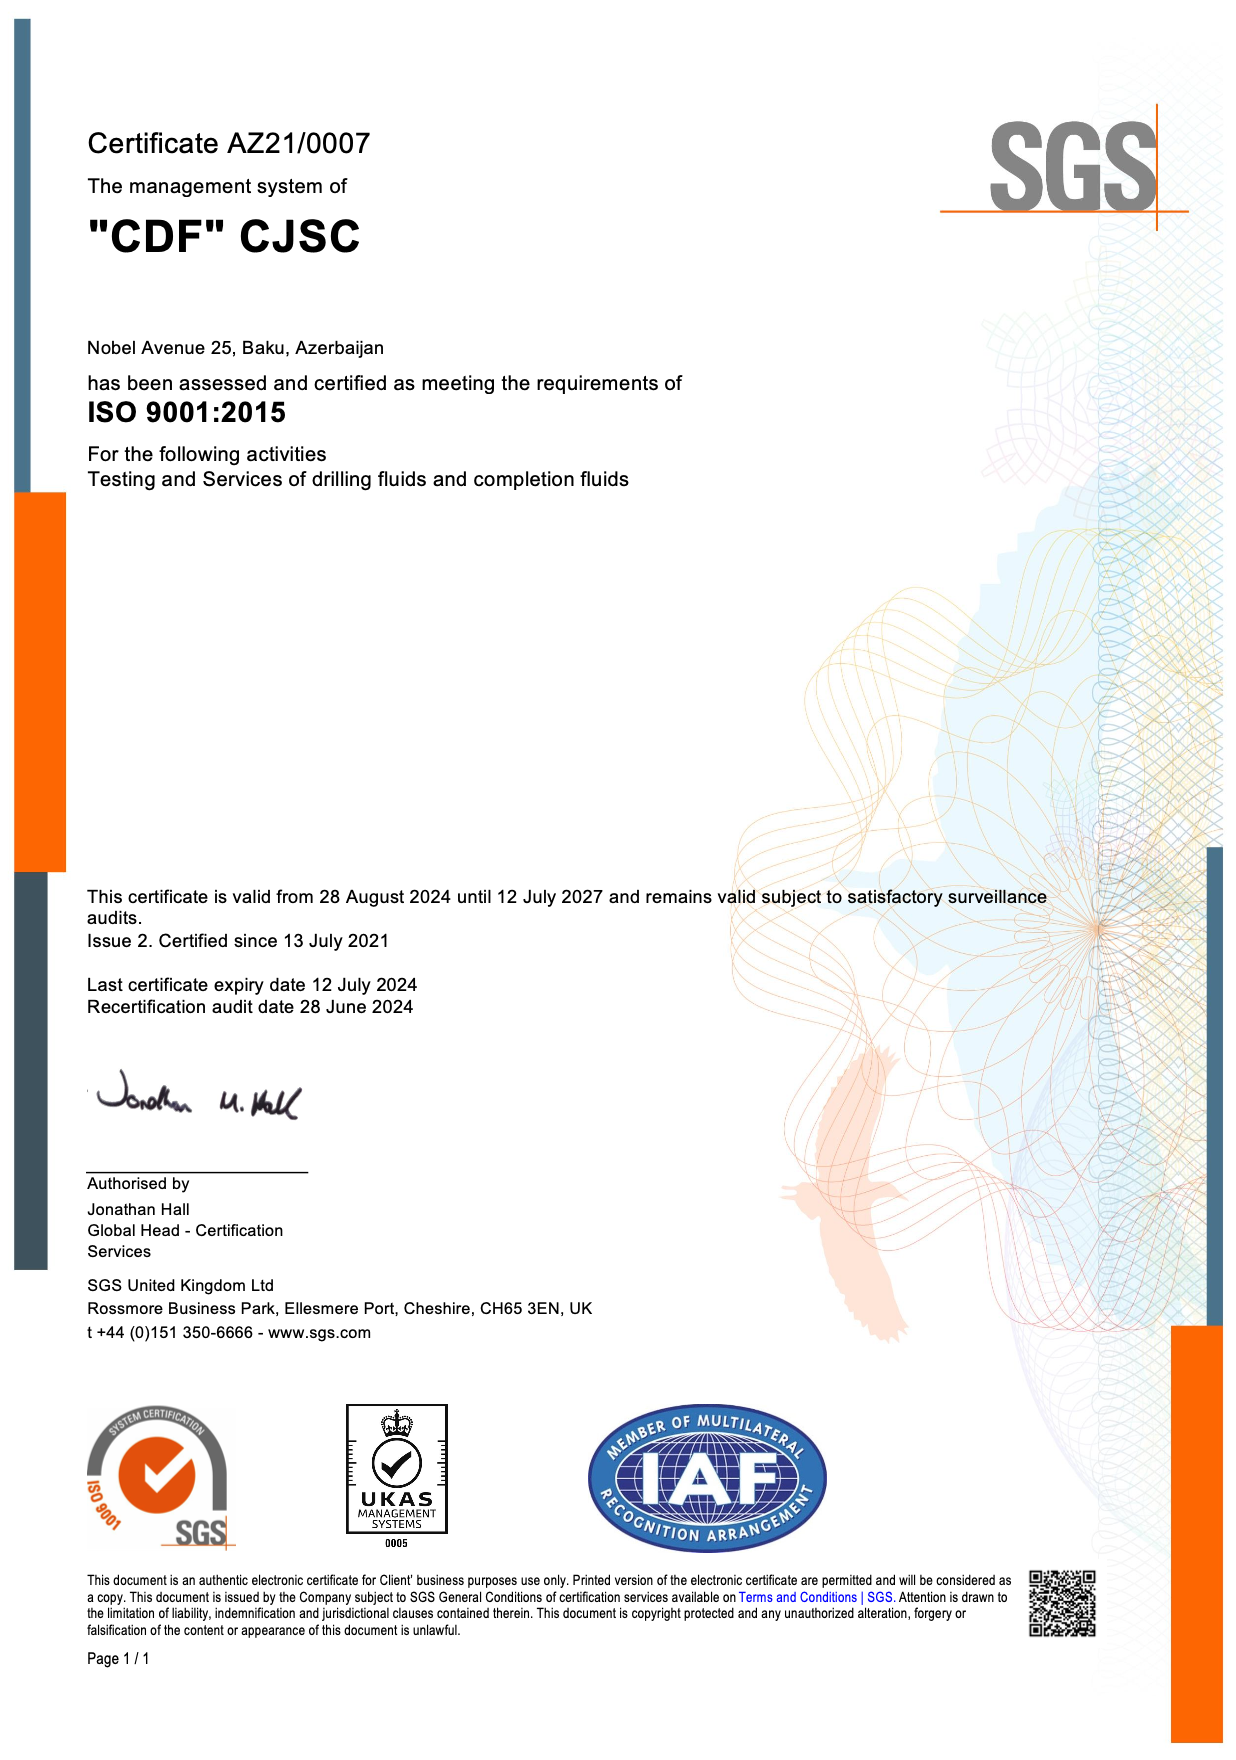 Certificate AZ21/0007
SGS
The management system of
"CDF" CJSC
Nobel Avenue 25, Baku, Azerbaijan
has been assessed and certified as meeting the requirements of
ISO 9001:2015
For the following activities
Testing and Services of drilling fluids and completion fluids
This certificate is valid from 28 August 2024 until 12 July 2027 and remains valid subject to satisfactory surveillance
audits.
Issue 2. Certified since 13 July 2021
Last certificate expiry date 12 July 2024
Recertification audit date 28 June 2024
Jonathan M. Hall
Authorised by
Jonathan Hall
Global Head - Certification
Services
SGS United Kingdom Ltd
Rossmore Business Park, Ellesmere Port, Cheshire, CH65 3EN, UK
t +44 (0)151 350-6666 - www.sgs.com
SYSTEM CERTIFICATION
ISO 9001
SGS
UKAS
MANAGEMENT
SYSTEMS
0005
MEMBER OF MULTILATERAL
IAF
RECOGNITION ARRANGEMENT
This document is an authentic electronic certificate for Client' business purposes use only. Printed version of the electronic certificate are permitted and will be considered as
a copy. This document is issued by the Company subject to SGS General Conditions of certification services available on Terms and Conditions | SGS. Attention is drawn to
the limitation of liability, indemnification and jurisdictional clauses contained therein. This document is copyright protected and any unauthorized alteration, forgery or
falsification of the content or appearance of this document is unlawful.
Page 1 / 1